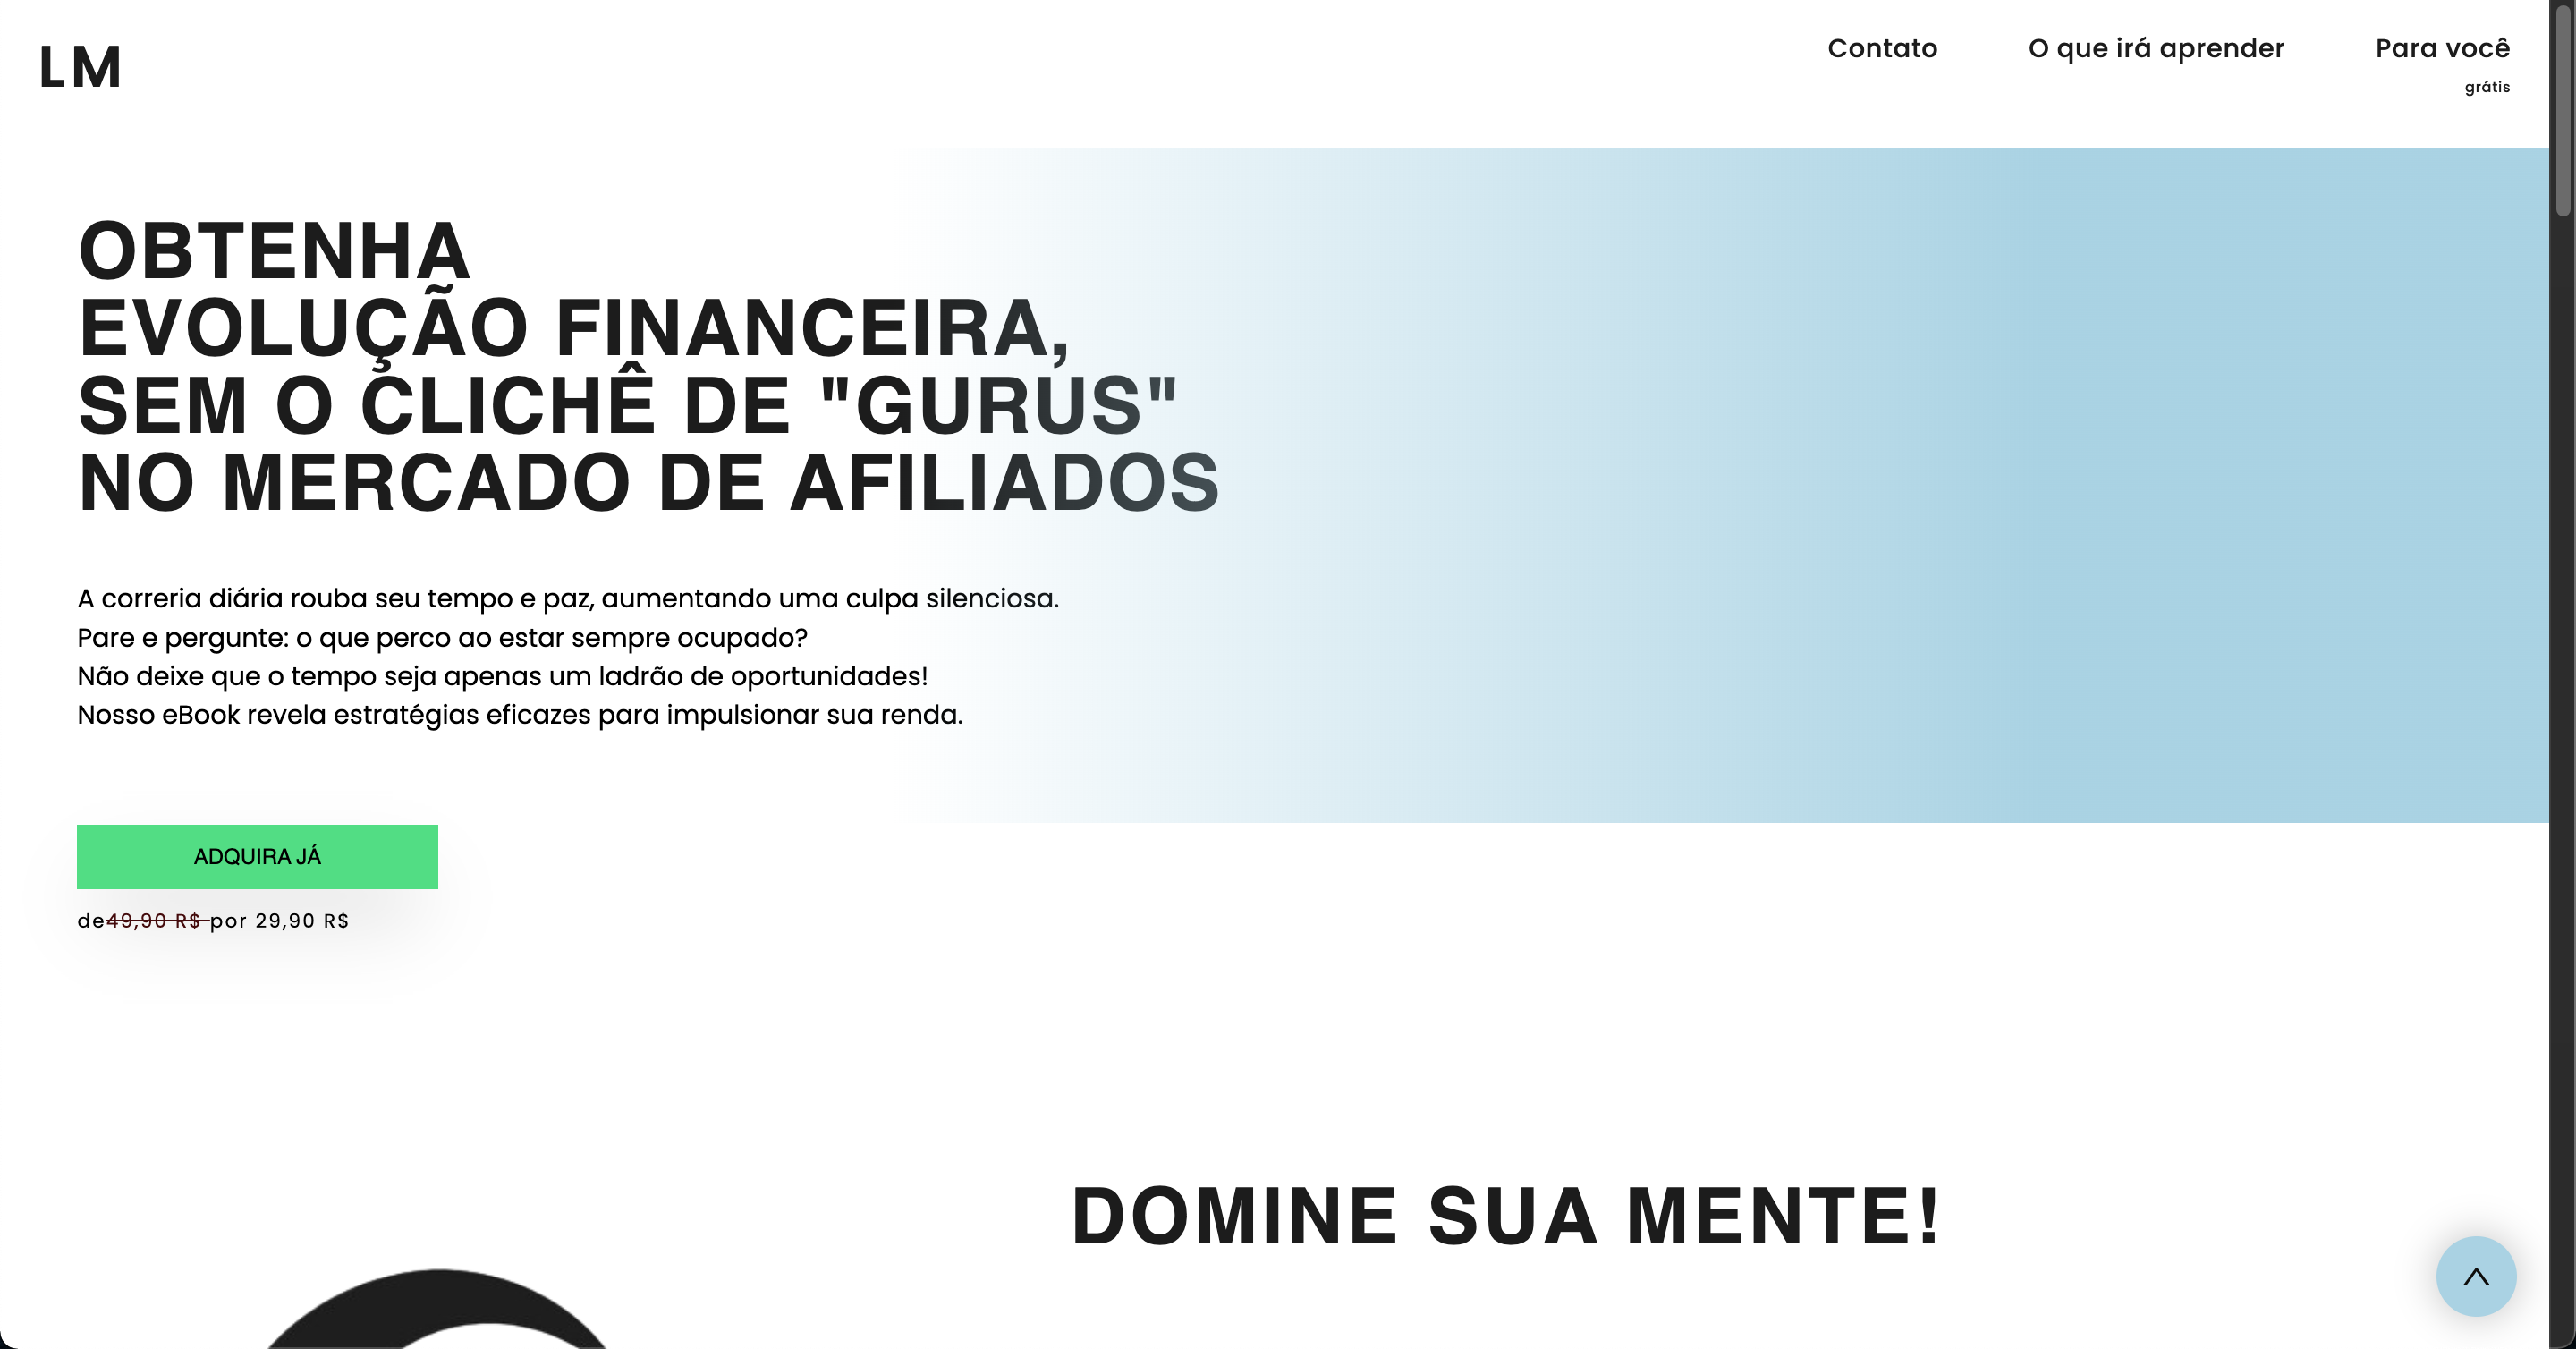 LM
Contato
O que irá aprender
Para você
grátis
OBTENHA
EVOLUÇÃO FINANCEIRA,
SEM O CLICHÊ DE "GURUS"
NO MERCADO DE AFILIADOS
A correria diária rouba seu tempo e paz, aumentando uma culpa silenciosa.
Pare e pergunte: o que perco ao estar sempre ocupado?
Não deixe que o tempo seja apenas um ladrão de oportunidades!
Nosso eBook revela estratégias eficazes para impulsionar sua renda.
ADQUIRA JÁ
de 49,90 R$ por 29,90 R$
DOMINE SUA MENTE!